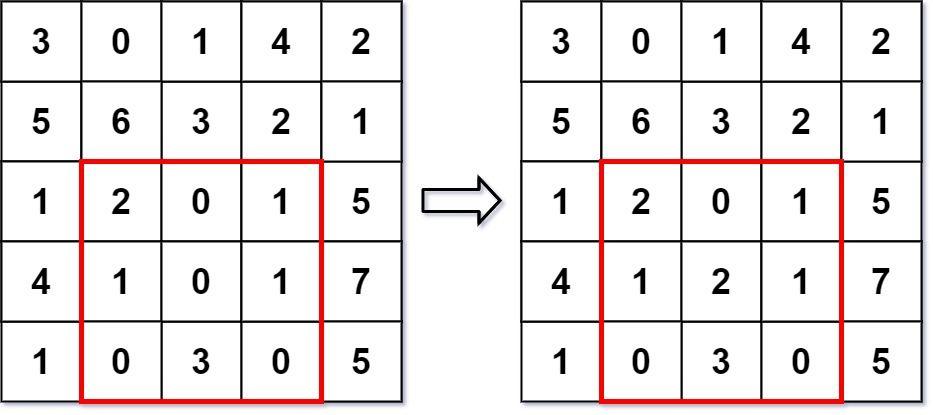 3 0 1 4 2 3 0 1 4 2
5 6 3 2 1 5 6 3 2 1
1 2 0 1 5 1 2 0 1 5
4 1 0 1 7 4 1 2 1 7
1 0 3 0 5 1 0 3 0 5